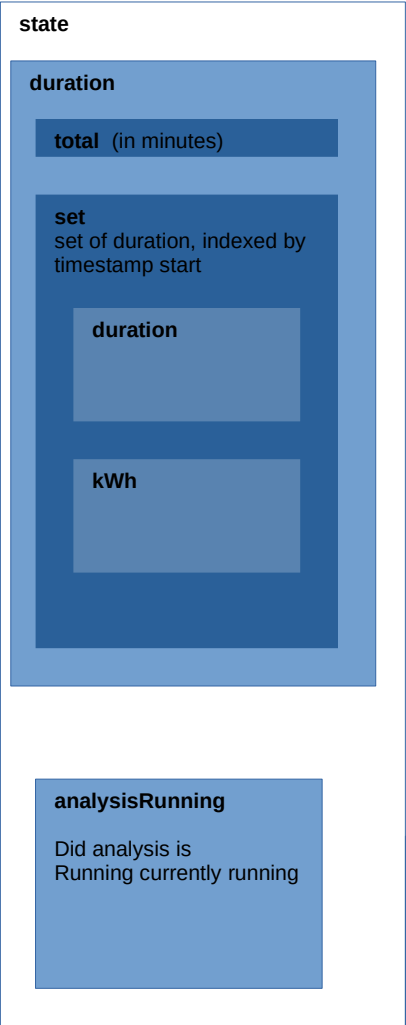 state
duration
total (in minutes)
set
set of duration, indexed by
timestamp start
duration
kWh
analysisRunning
Did analysis is
Running currently running